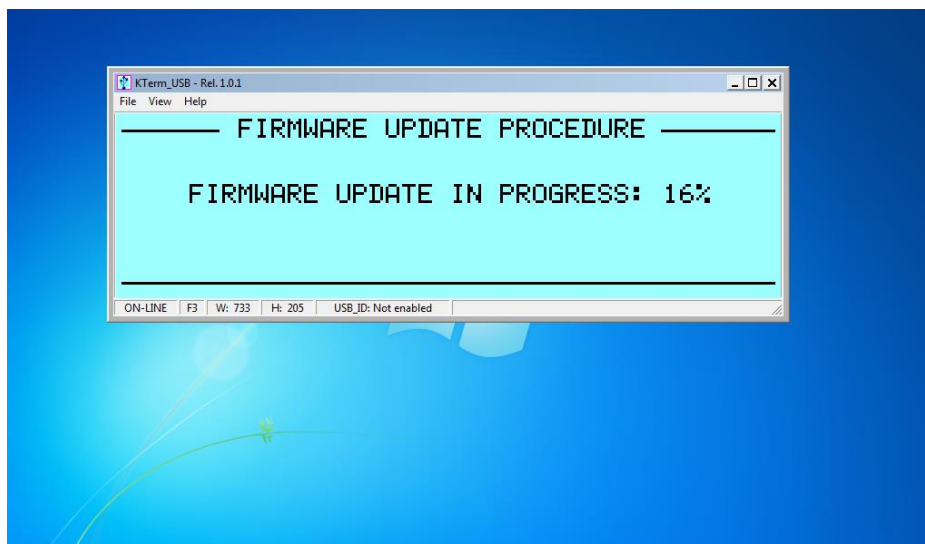 KTerm_USB - Rel. 1.0.1
File View Help
FIRMWARE UPDATE PROCEDURE
FIRMWARE UPDATE IN PROGRESS: 16%
ON-LINE F3 W: 733 H: 205 USB_ID: Not enabled